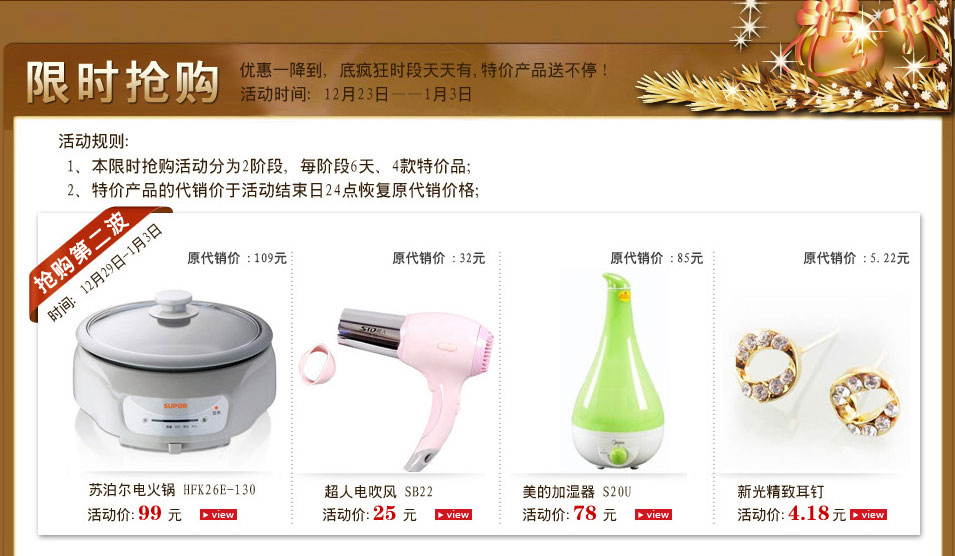 限时抢购
优惠一降到，底疯狂时段天天有,特价产品送不停！
活动时间：12月23日——1月3日
活动规则:
1、本限时抢购活动分为2阶段，每阶段6天、4款特价品;
2、特价产品的代销价于活动结束日24点恢复原代销价格;
抢购第二波
时间：12月29日-1月3日
原代销价：109元
原代销价：32元
原代销价：85元
原代销价：5.22元
SUPOR
SID超人
Midea
苏泊尔电火锅 HFK26E-130
活动价: 99 元 view
超人电吹风 SB22
活动价: 25 元 view
美的加湿器 S20U
活动价: 78 元 view
新光精致耳钉
活动价: 4.18 元 view